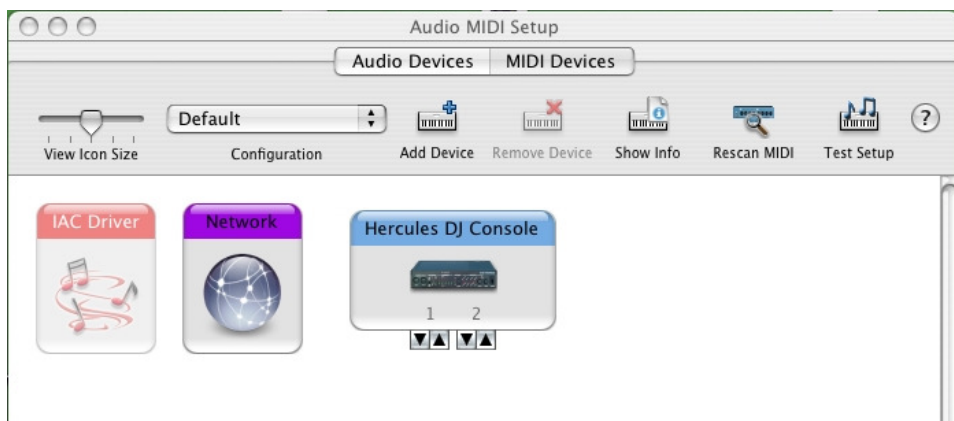 Audio MIDI Setup
Audio Devices MIDI Devices
Default ?
View Icon Size Configuration Add Device Remove Device Show Info Rescan MIDI Test Setup
IAC Driver Network Hercules DJ Console
1 2